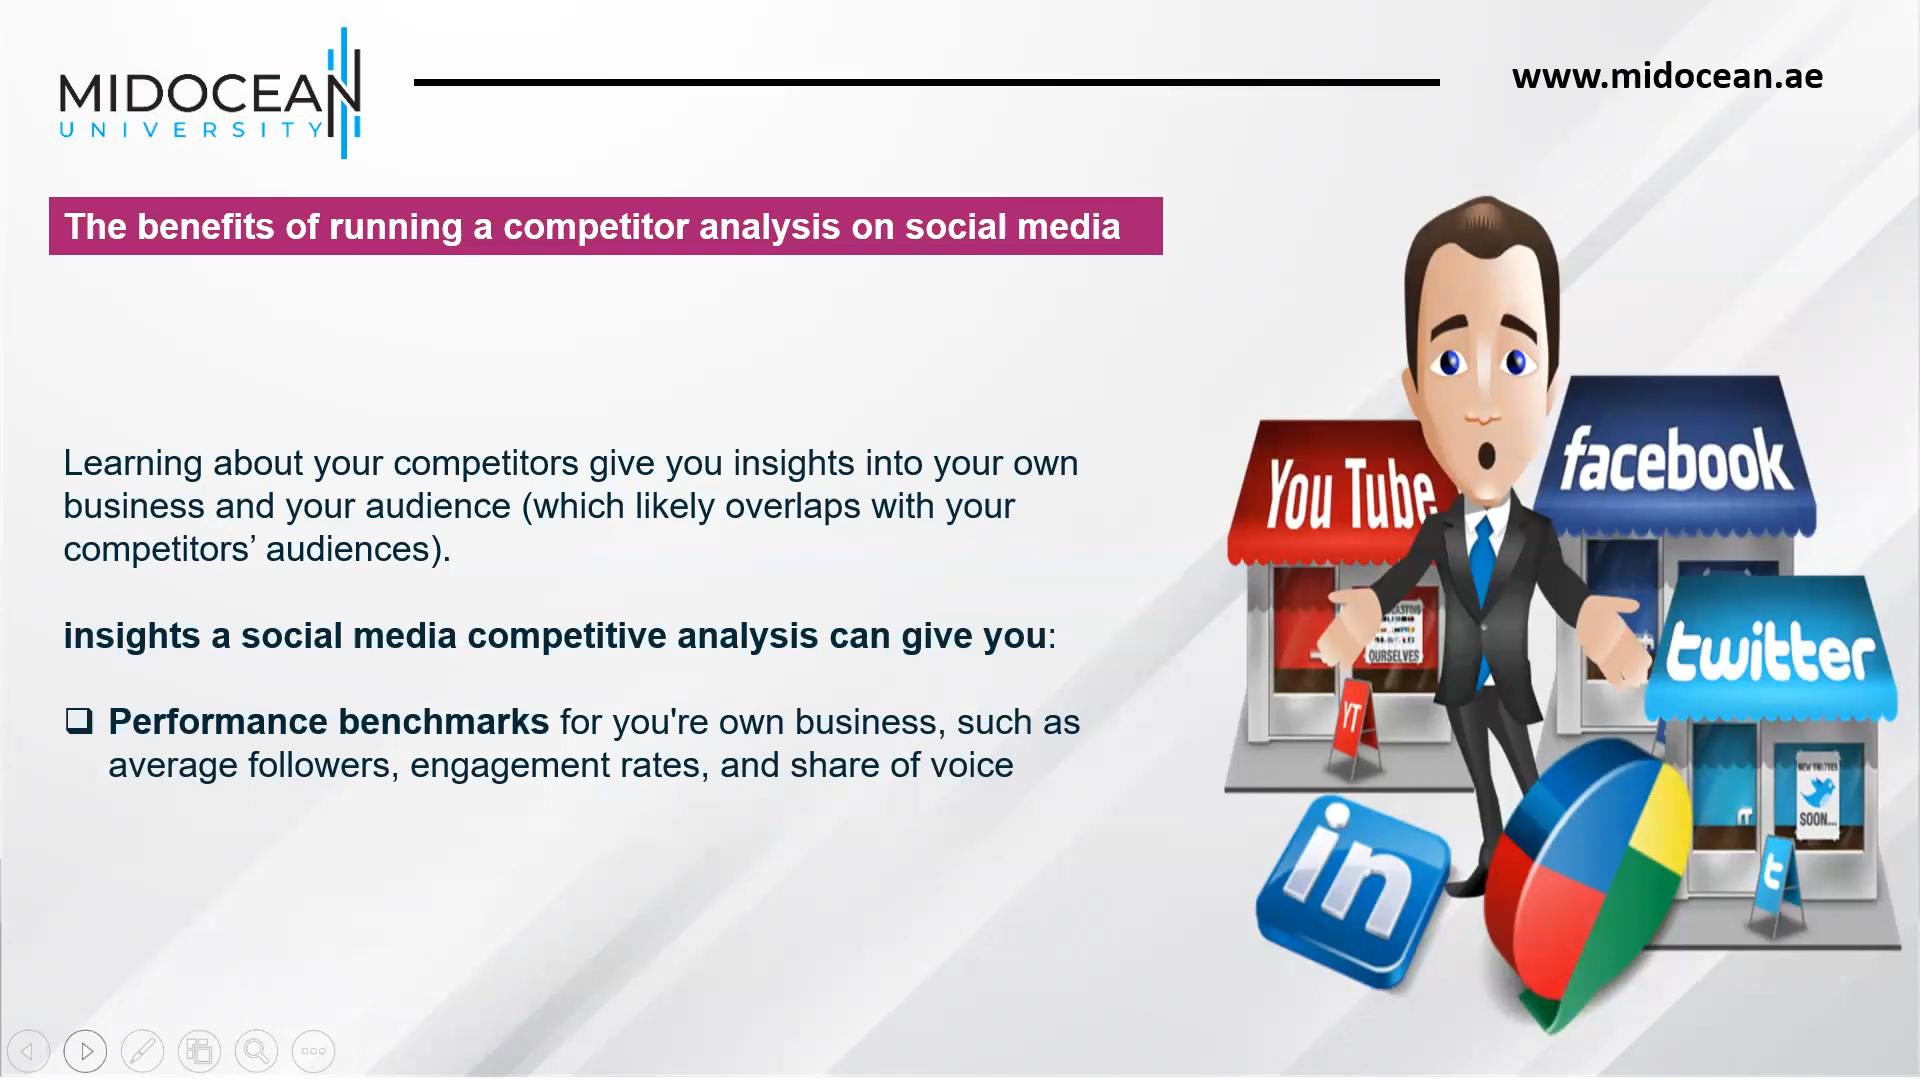 MIDOCEAN
UNIVERSITY
www.midocean.ae
The benefits of running a competitor analysis on social media
Learning about your competitors give you insights into your own
business and your audience (which likely overlaps with your
competitors’ audiences).
insights a social media competitive analysis can give you:
❑ Performance benchmarks for you're own business, such as
average followers, engagement rates, and share of voice
You Tube
facebook
twitter
OURSELVES
YT
in
NEW TWITTER
SOON...
t